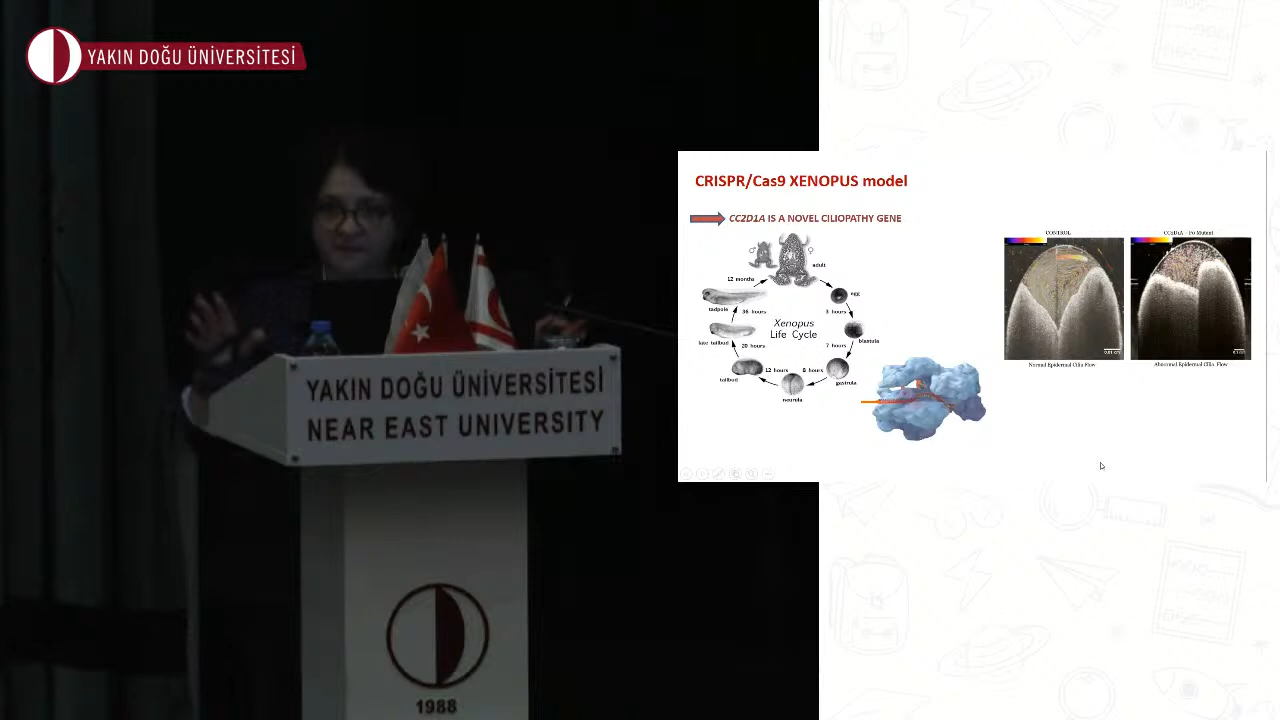 YAKIN DOĞU ÜNİVERSİTESİ
YAKIN DOĞU ÜNİVERSİTESİ
NEAR EAST UNIVERSITY
1988
CRISPR/Cas9 XENOPUS model
CC2D1A IS A NOVEL CILIOPATHY GENE
adult
12 months
egg
tadpole
36 hours
3 hours
Xenopus
Life Cycle
blastula
late tailbud
20 hours
7 hours
12 hours
8 hours
tailbud
gastrula
neurula
CONTROL
Normal Epidermal Cilia Flow
CC2D1A - F0 Mutant
Abnormal Epidermal Cilia Flow